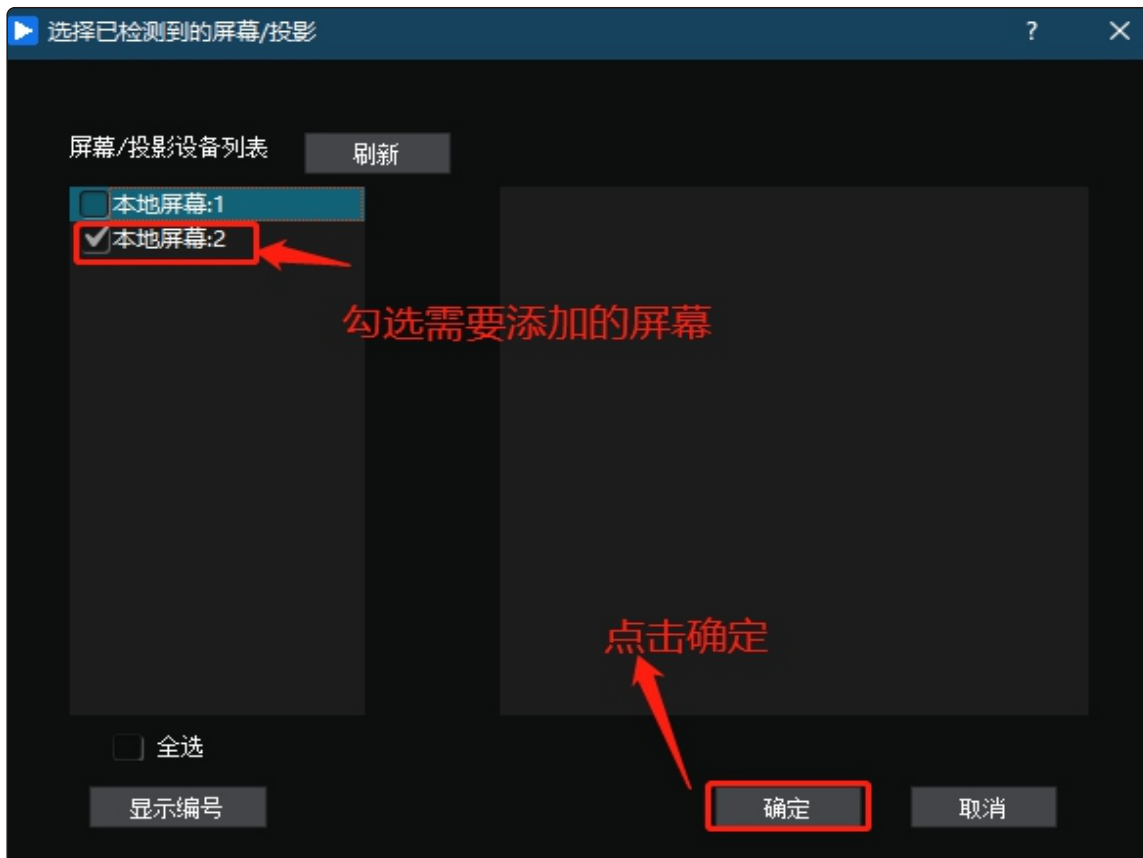 选择已检测到的屏幕/投影
?
屏幕/投影设备列表
刷新
本地屏幕:1
本地屏幕:2
勾选需要添加的屏幕
点击确定
全选
显示编号
确定
取消